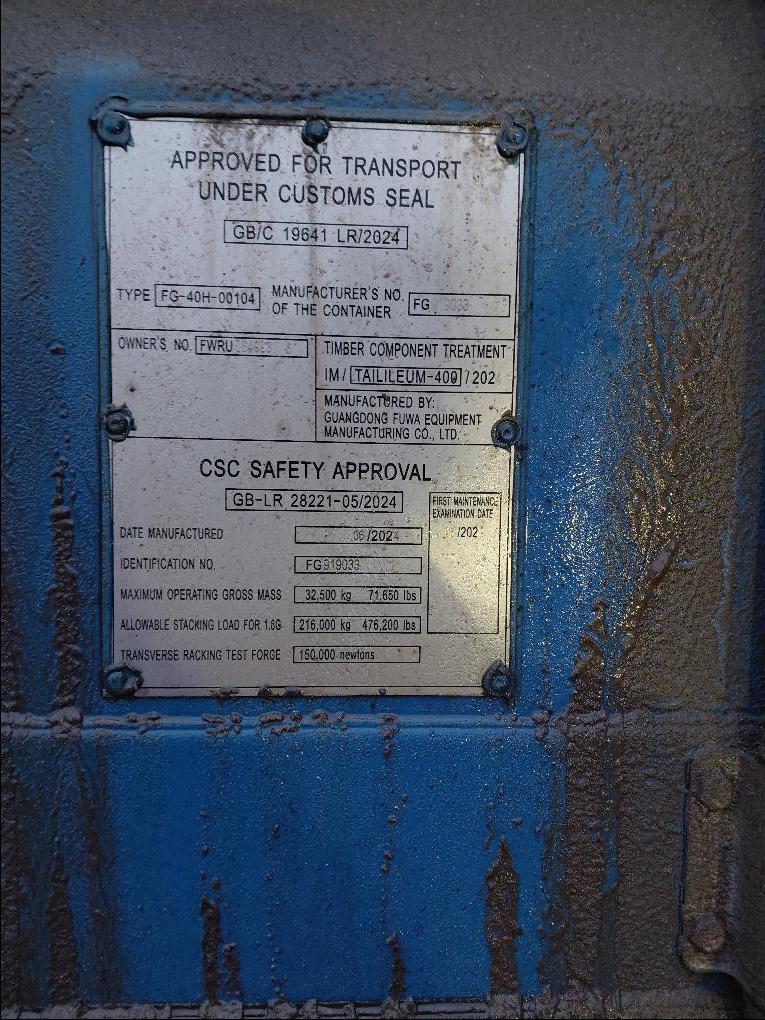 APPROVED FOR TRANSPORT
UNDER CUSTOMS SEAL
GB/C 19641 LR/2024
TYPE FG-40H-00104
MANUFACTURER'S NO.
OF THE CONTAINER
FG
OWNER'S NO. FWRU
TIMBER COMPONENT TREATMENT
IM / TAILILEUM-400 / 202
MANUFACTURED BY:
GUANGDONG FUWA EQUIPMENT
MANUFACTURING CO., LTD.
CSC SAFETY APPROVAL
GB-LR 28221-05/2024
FIRST MAINTENANCE
EXAMINATION DATE
/202
DATE MANUFACTURED 06/2024
IDENTIFICATION NO. FG919033
MAXIMUM OPERATING GROSS MASS 32,500 kg 71,650 lbs
ALLOWABLE STACKING LOAD FOR 1.8G 216,000 kg 476,200 lbs
TRANSVERSE RACKING TEST FORCE 150,000 newtons